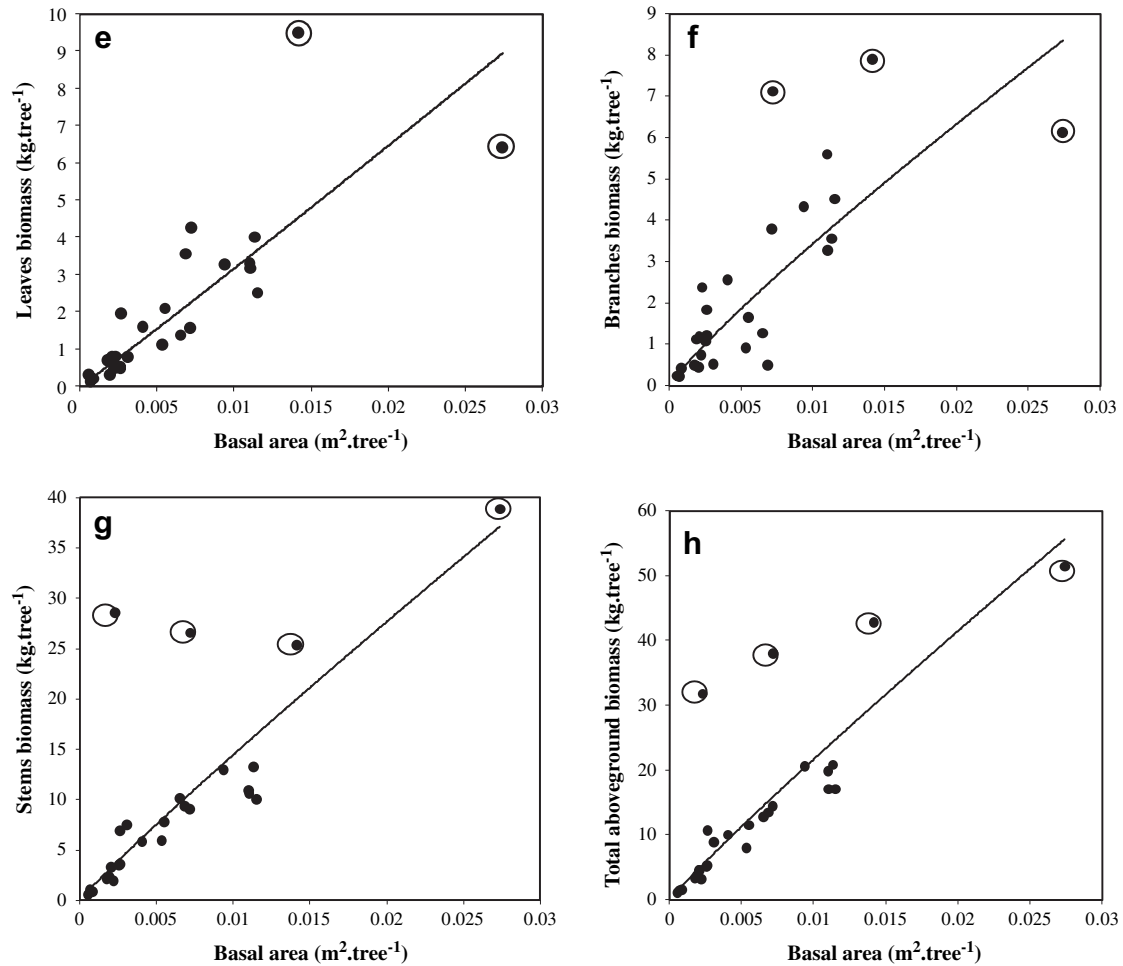 e
Leaves biomass (kg.tree⁻¹)
10
9
8
7
6
5
4
3
2
1
0
0 0.005 0.01 0.015 0.02 0.025 0.03
Basal area (m².tree⁻¹)
f
Branches biomass (kg.tree⁻¹)
9
8
7
6
5
4
3
2
1
0
0 0.005 0.01 0.015 0.02 0.025 0.03
Basal area (m².tree⁻¹)
g
Stems biomass (kg.tree⁻¹)
40
35
30
25
20
15
10
5
0
0 0.005 0.01 0.015 0.02 0.025 0.03
Basal area (m².tree⁻¹)
h
Total aboveground biomass (kg.tree⁻¹)
60
50
40
30
20
10
0
0 0.005 0.01 0.015 0.02 0.025 0.03
Basal area (m².tree⁻¹)